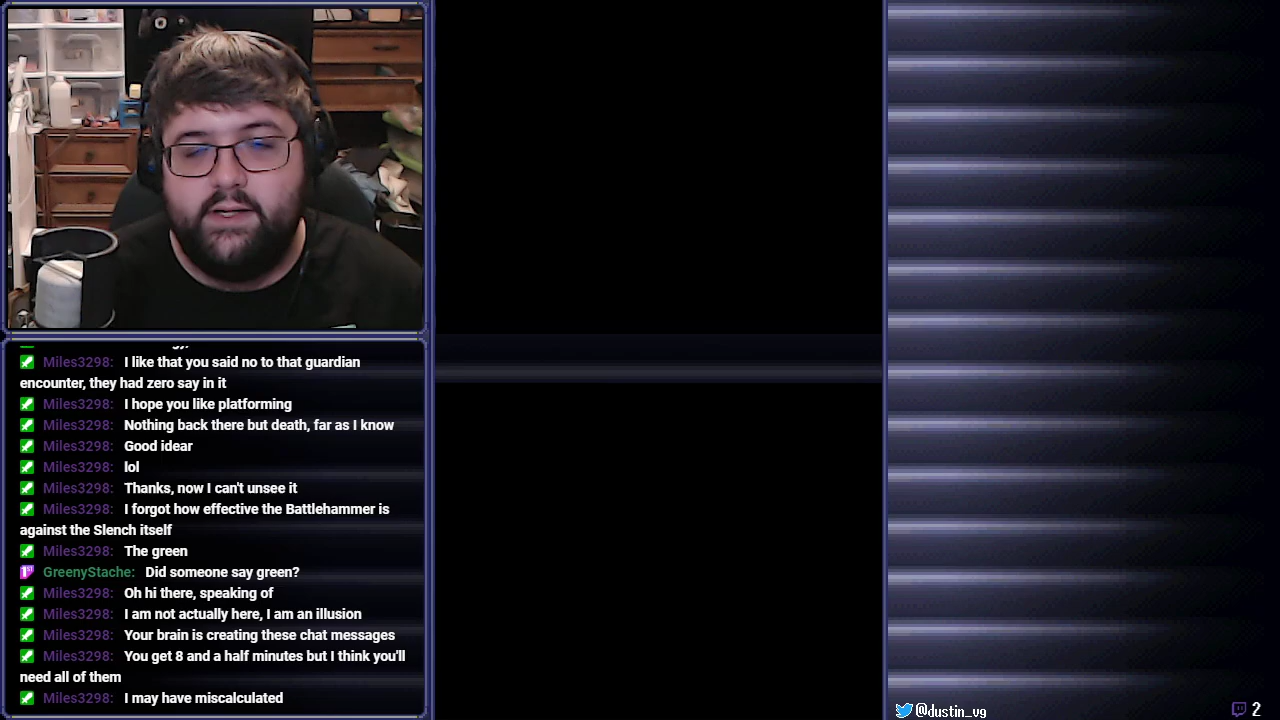 Miles3298: I like that you said no to that guardian
encounter, they had zero say in it
Miles3298: I hope you like platforming
Miles3298: Nothing back there but death, far as I know
Miles3298: Good idear
Miles3298: lol
Miles3298: Thanks, now I can't unsee it
Miles3298: I forgot how effective the Battlehammer is
against the Slench itself
Miles3298: The green
1ST GreenyStache: Did someone say green?
Miles3298: Oh hi there, speaking of
Miles3298: I am not actually here, I am an illusion
Miles3298: Your brain is creating these chat messages
Miles3298: You get 8 and a half minutes but I think you'll
need all of them
Miles3298: I may have miscalculated
@dustin_vg
2